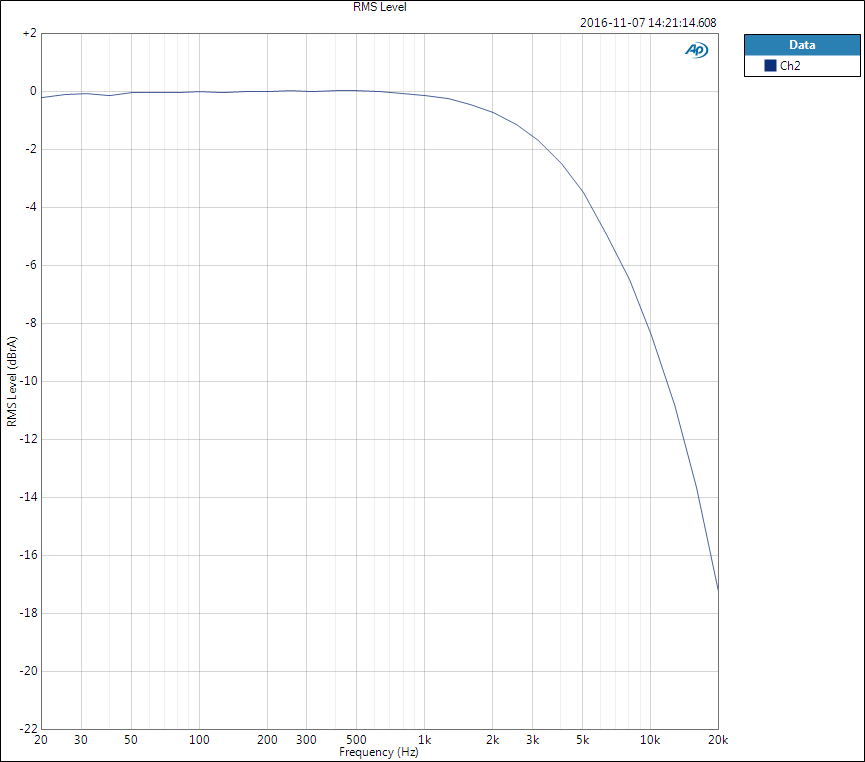 RMS Level
2016-11-07 14:21:14.608
AP
Data
Ch2
RMS Level (dBrA)
+2
0
-2
-4
-6
-8
-10
-12
-14
-16
-18
-20
-22
20 30 50 100 200 300 500 1k 2k 3k 5k 10k 20k
Frequency (Hz)